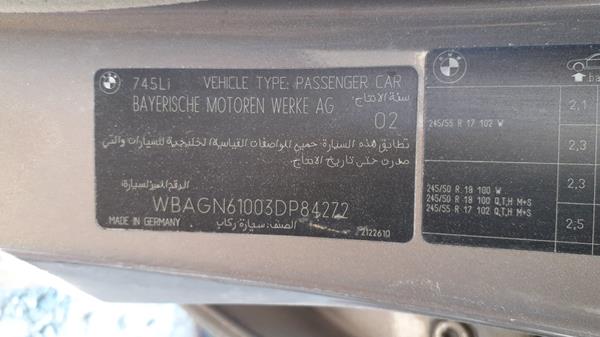 745Li VEHICLE TYPE: PASSENGER CAR
BAYERISCHE MOTOREN WERKE AG سنة الانتاج:
02
تطابق هذه السيارة جميع المواصفات القياسية الخليجية للسيارات والتي
صدرت حتى تاريخ الانتاج.
الرقم المميز للسيارة:
WBAGN61003DP84272
MADE IN GERMANY الصنف: سيارة ركاب
2122610
245/55 R 17 102 W
2,1
2,3
245/50 R 18 100 W
245/50 R 18 100 Q,T,H M+S
245/55 R 17 102 Q,T,H M+S
2,3
2,5